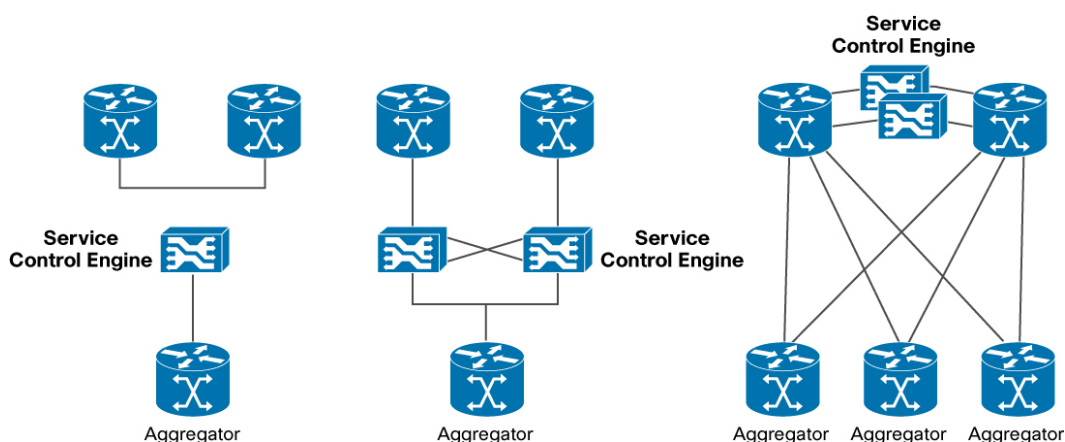 Service
Control Engine
Service
Control Engine
Service
Control Engine
Aggregator
Aggregator
Aggregator
Aggregator
Aggregator